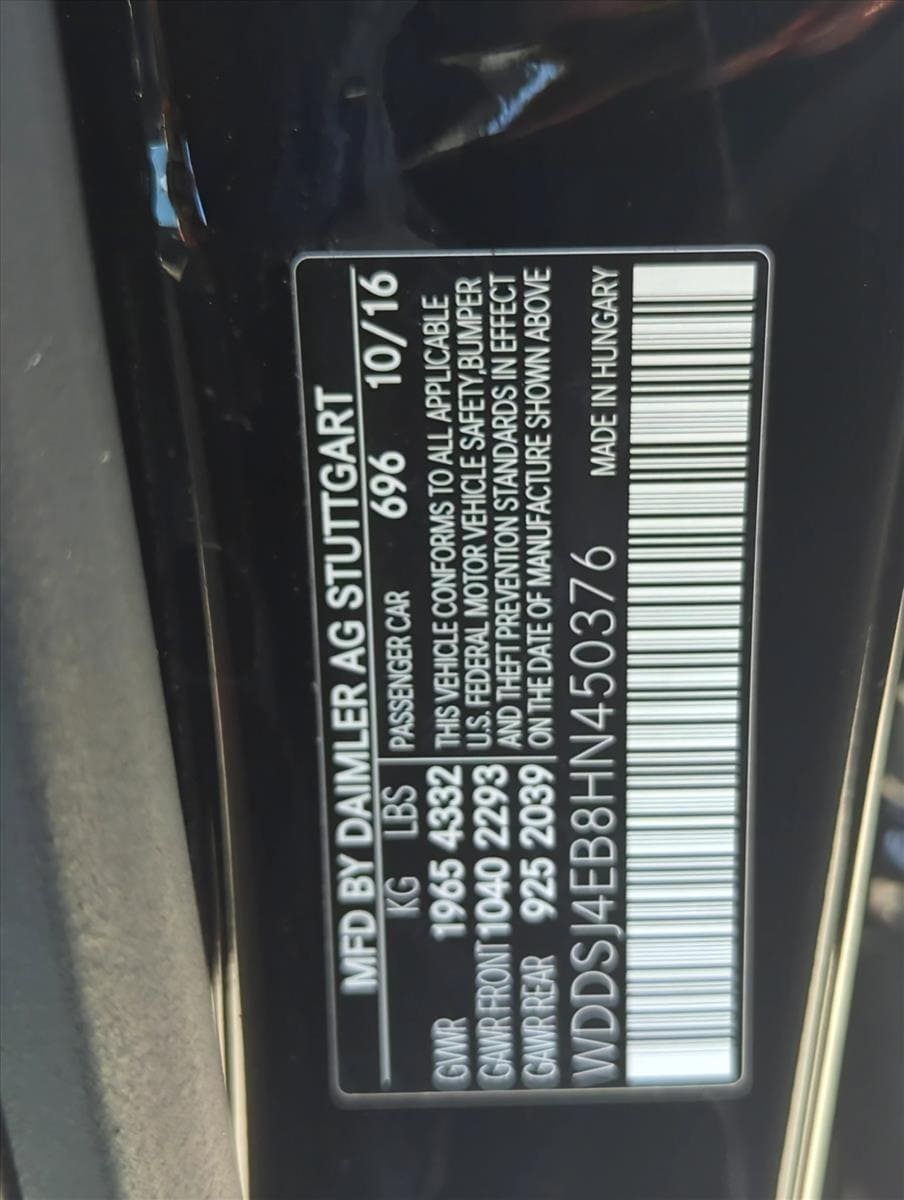 MFD BY DAIMLER AG STUTTGART
KG LBS PASSENGER CAR 696 10/16
GVWR 1965 4332
GAWR FRONT 1040 2293
GAWR REAR 925 2039
THIS VEHICLE CONFORMS TO ALL APPLICABLE
U.S. FEDERAL MOTOR VEHICLE SAFETY,BUMPER
AND THEFT PREVENTION STANDARDS IN EFFECT
ON THE DATE OF MANUFACTURE SHOWN ABOVE
WDDSJ4EB8HN450376 MADE IN HUNGARY